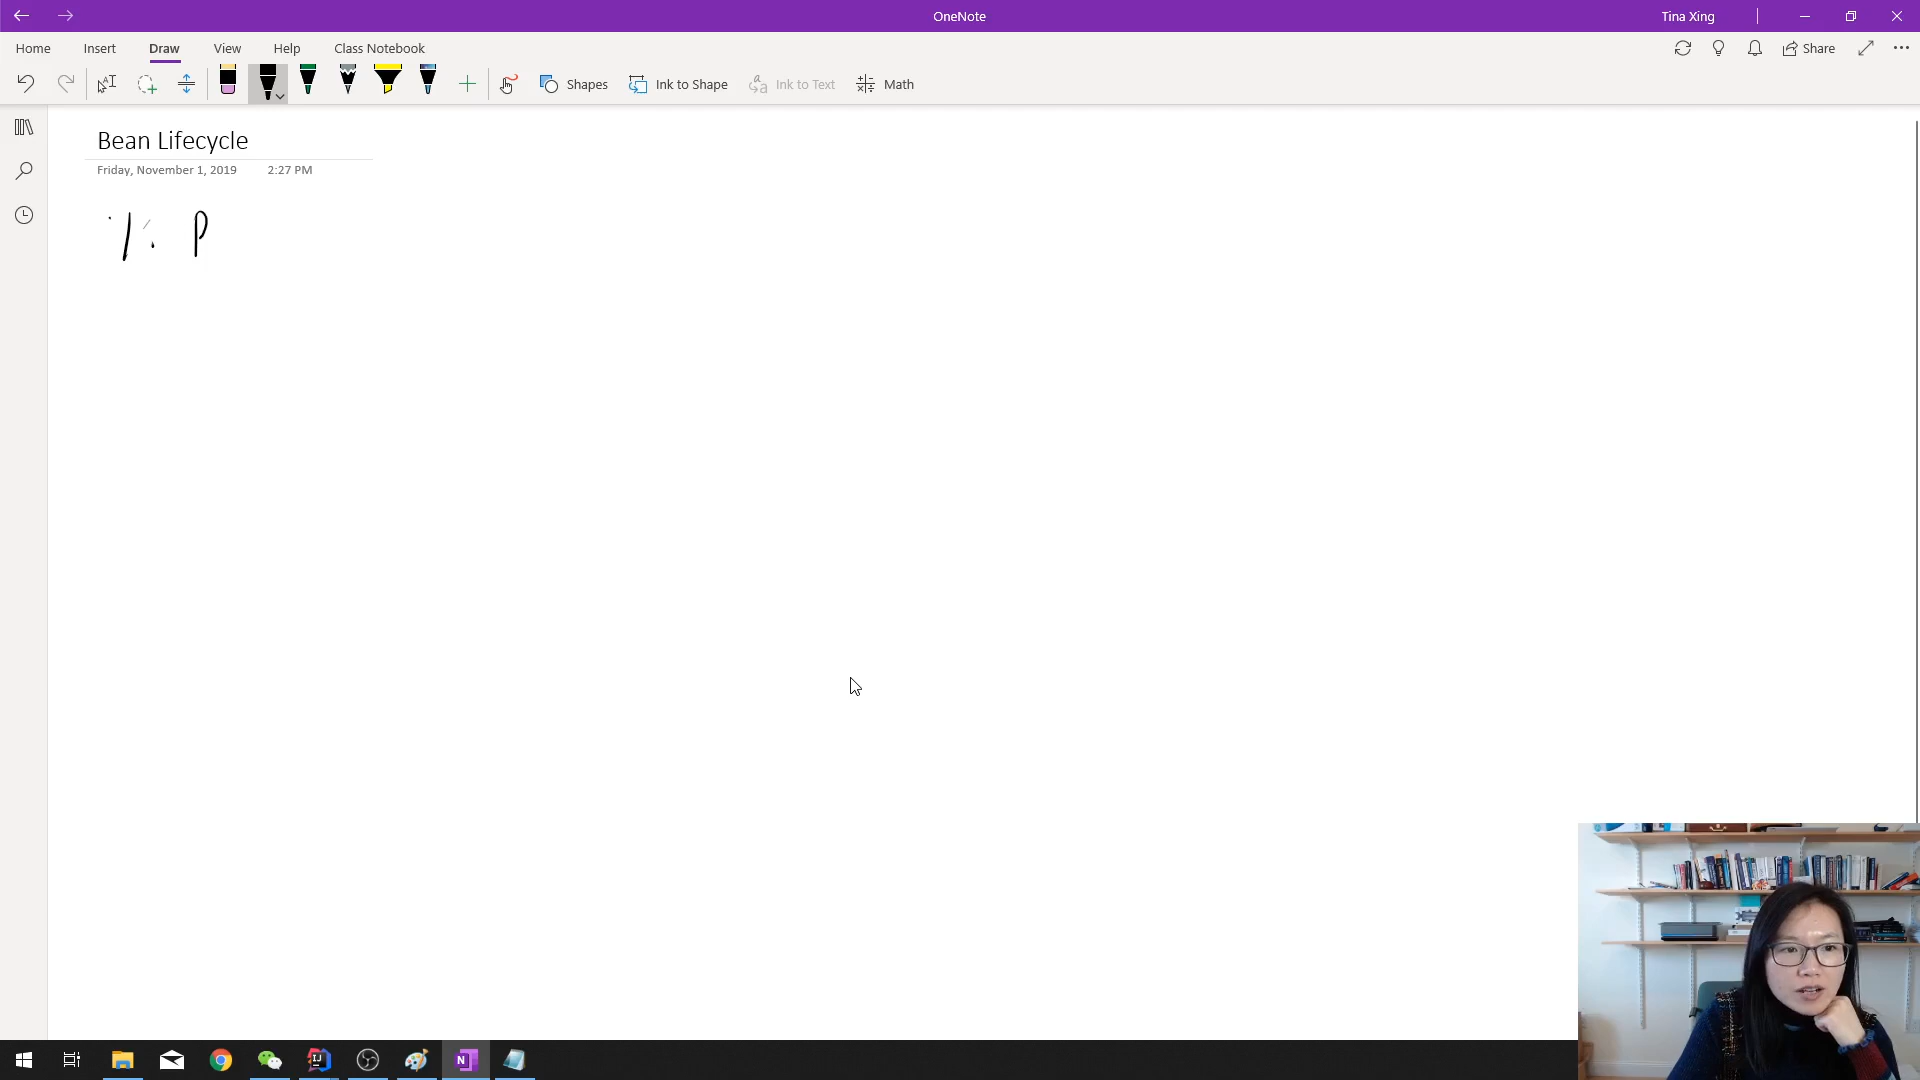 OneNote
Tina Xing
Home Insert Draw View Help Class Notebook
Share
Shapes
Ink to Shape
Ink to Text
Math
Bean Lifecycle
Friday, November 1, 2019 2:27 PM
P